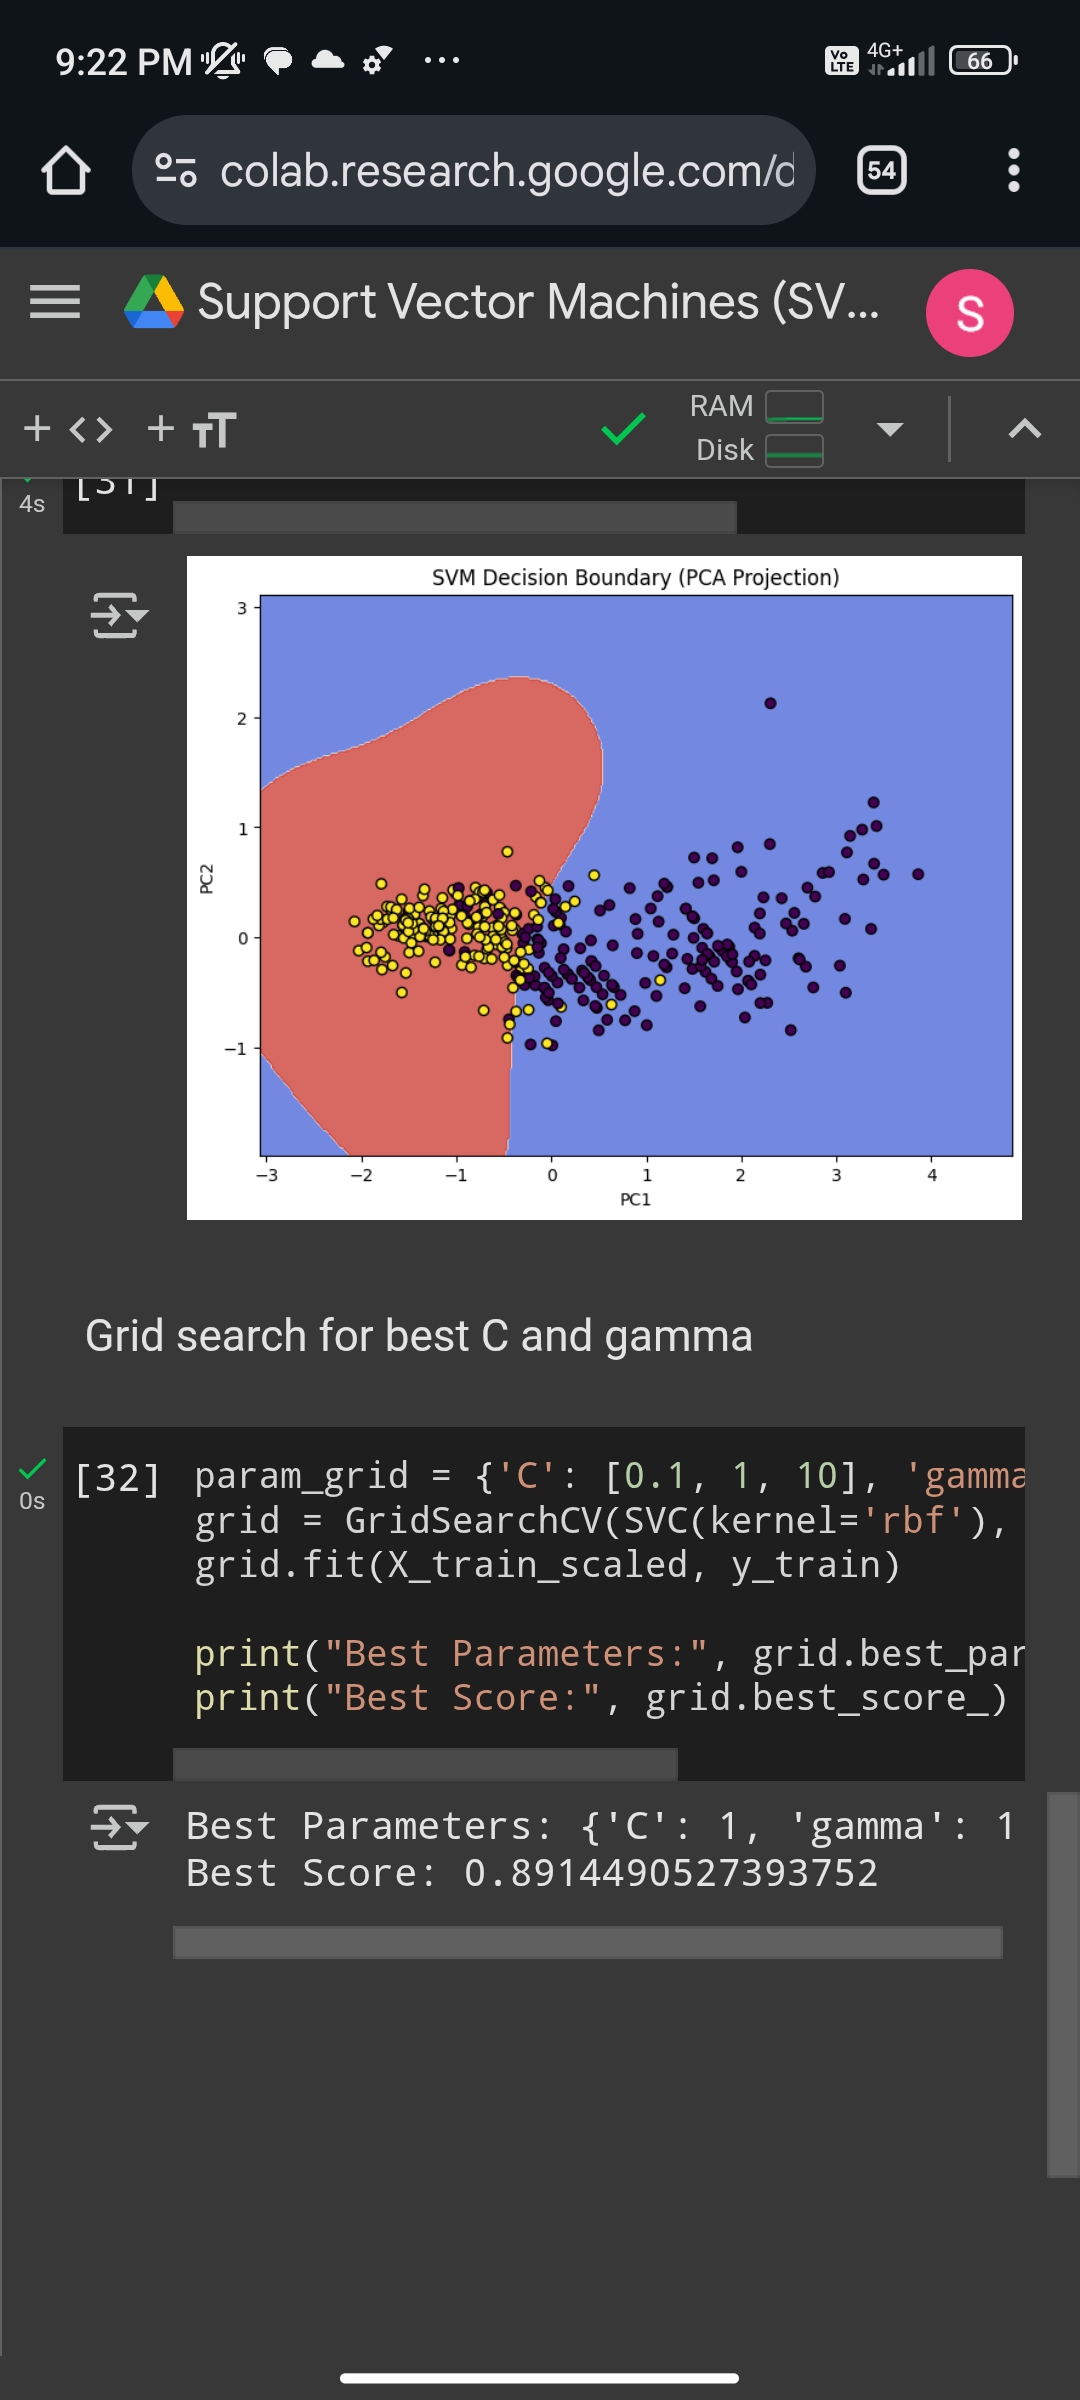 9:22 PM
Vo LTE 4G+ 66
colab.research.google.com/d
54
Support Vector Machines (SV...
S
RAM
Disk
4s
[31]
SVM Decision Boundary (PCA Projection)
3
2
1
0
−1
PC2
−3 −2 −1 0 1 2 3 4
PC1
Grid search for best C and gamma
0s
[32]
param_grid = {'C': [0.1, 1, 10], 'gamma
grid = GridSearchCV(SVC(kernel='rbf'),
grid.fit(X_train_scaled, y_train)
print("Best Parameters:", grid.best_par
print("Best Score:", grid.best_score_)
Best Parameters: {'C': 1, 'gamma': 1
Best Score: 0.8914490527393752